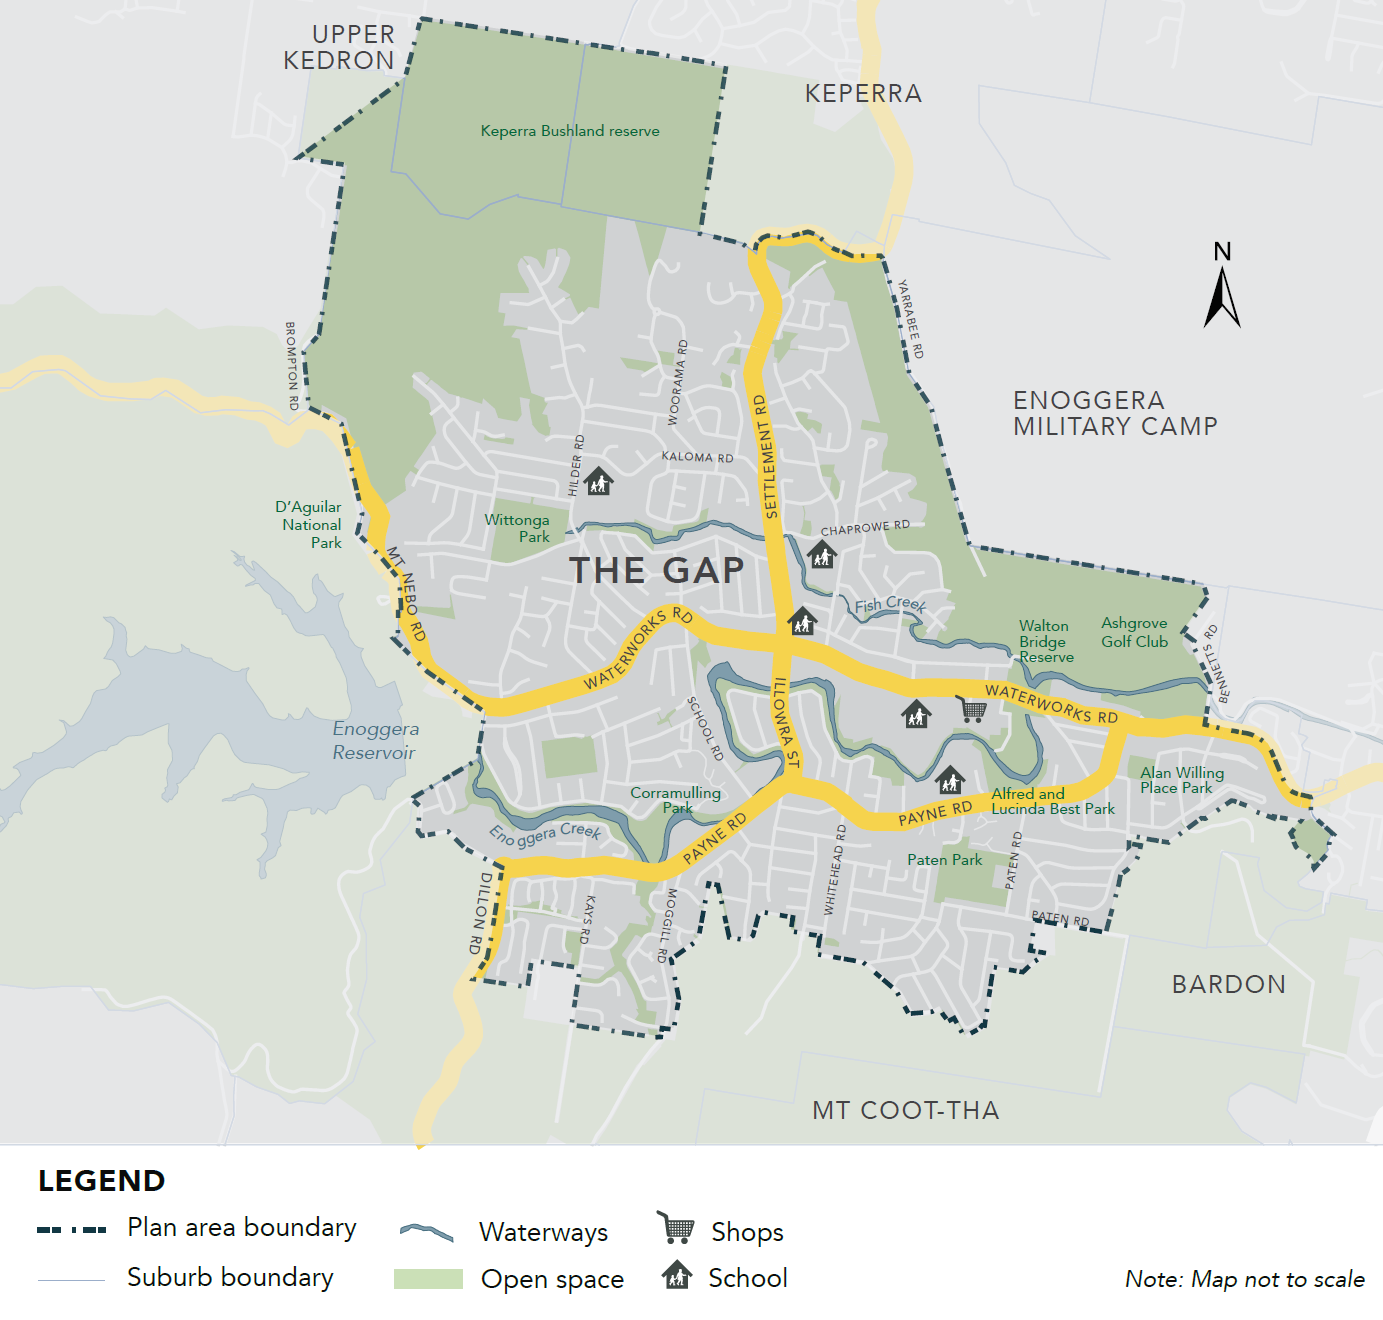 UPPER
KEDRON
KEPERRA
Keperra Bushland reserve
N
YARRABEE RD
BROMPTON RD
WOORAMA RD
ENOGGERA
MILITARY CAMP
SETTLEMENT RD
HILDER RD
KALOMA RD
D'Aguilar
National
Park
Wittonga
Park
CHAPROWE RD
THE GAP
MT NEBO RD
Fish Creek
WATERWORKS RD
Walton
Bridge
Reserve
Ashgrove
Golf Club
BENNETTS RD
Enoggera
Reservoir
SCHOOL RD
ILLOWRA ST
WATERWORKS RD
Alan Willing
Place Park
Corramulling
Park
Alfred and
Lucinda Best Park
Enoggera Creek
PAYNE RD
PAYNE RD
WHITEHEAD RD
Paten Park
PATEN RD
DILLON RD
KAYS RD
MOGGILL RD
PATEN RD
BARDON
MT COOT-THA
LEGEND
Plan area boundary
Waterways
Shops
Suburb boundary
Open space
School
Note: Map not to scale